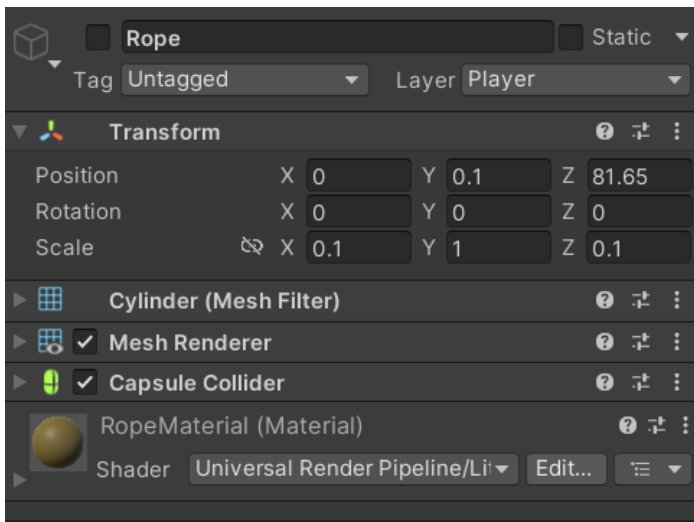 Rope Static
Tag Untagged Layer Player
Transform
Position X 0 Y 0.1 Z 81.65
Rotation X 0 Y 0 Z 0
Scale X 0.1 Y 1 Z 0.1
Cylinder (Mesh Filter)
Mesh Renderer
Capsule Collider
RopeMaterial (Material)
Shader Universal Render Pipeline/Lit Edit...